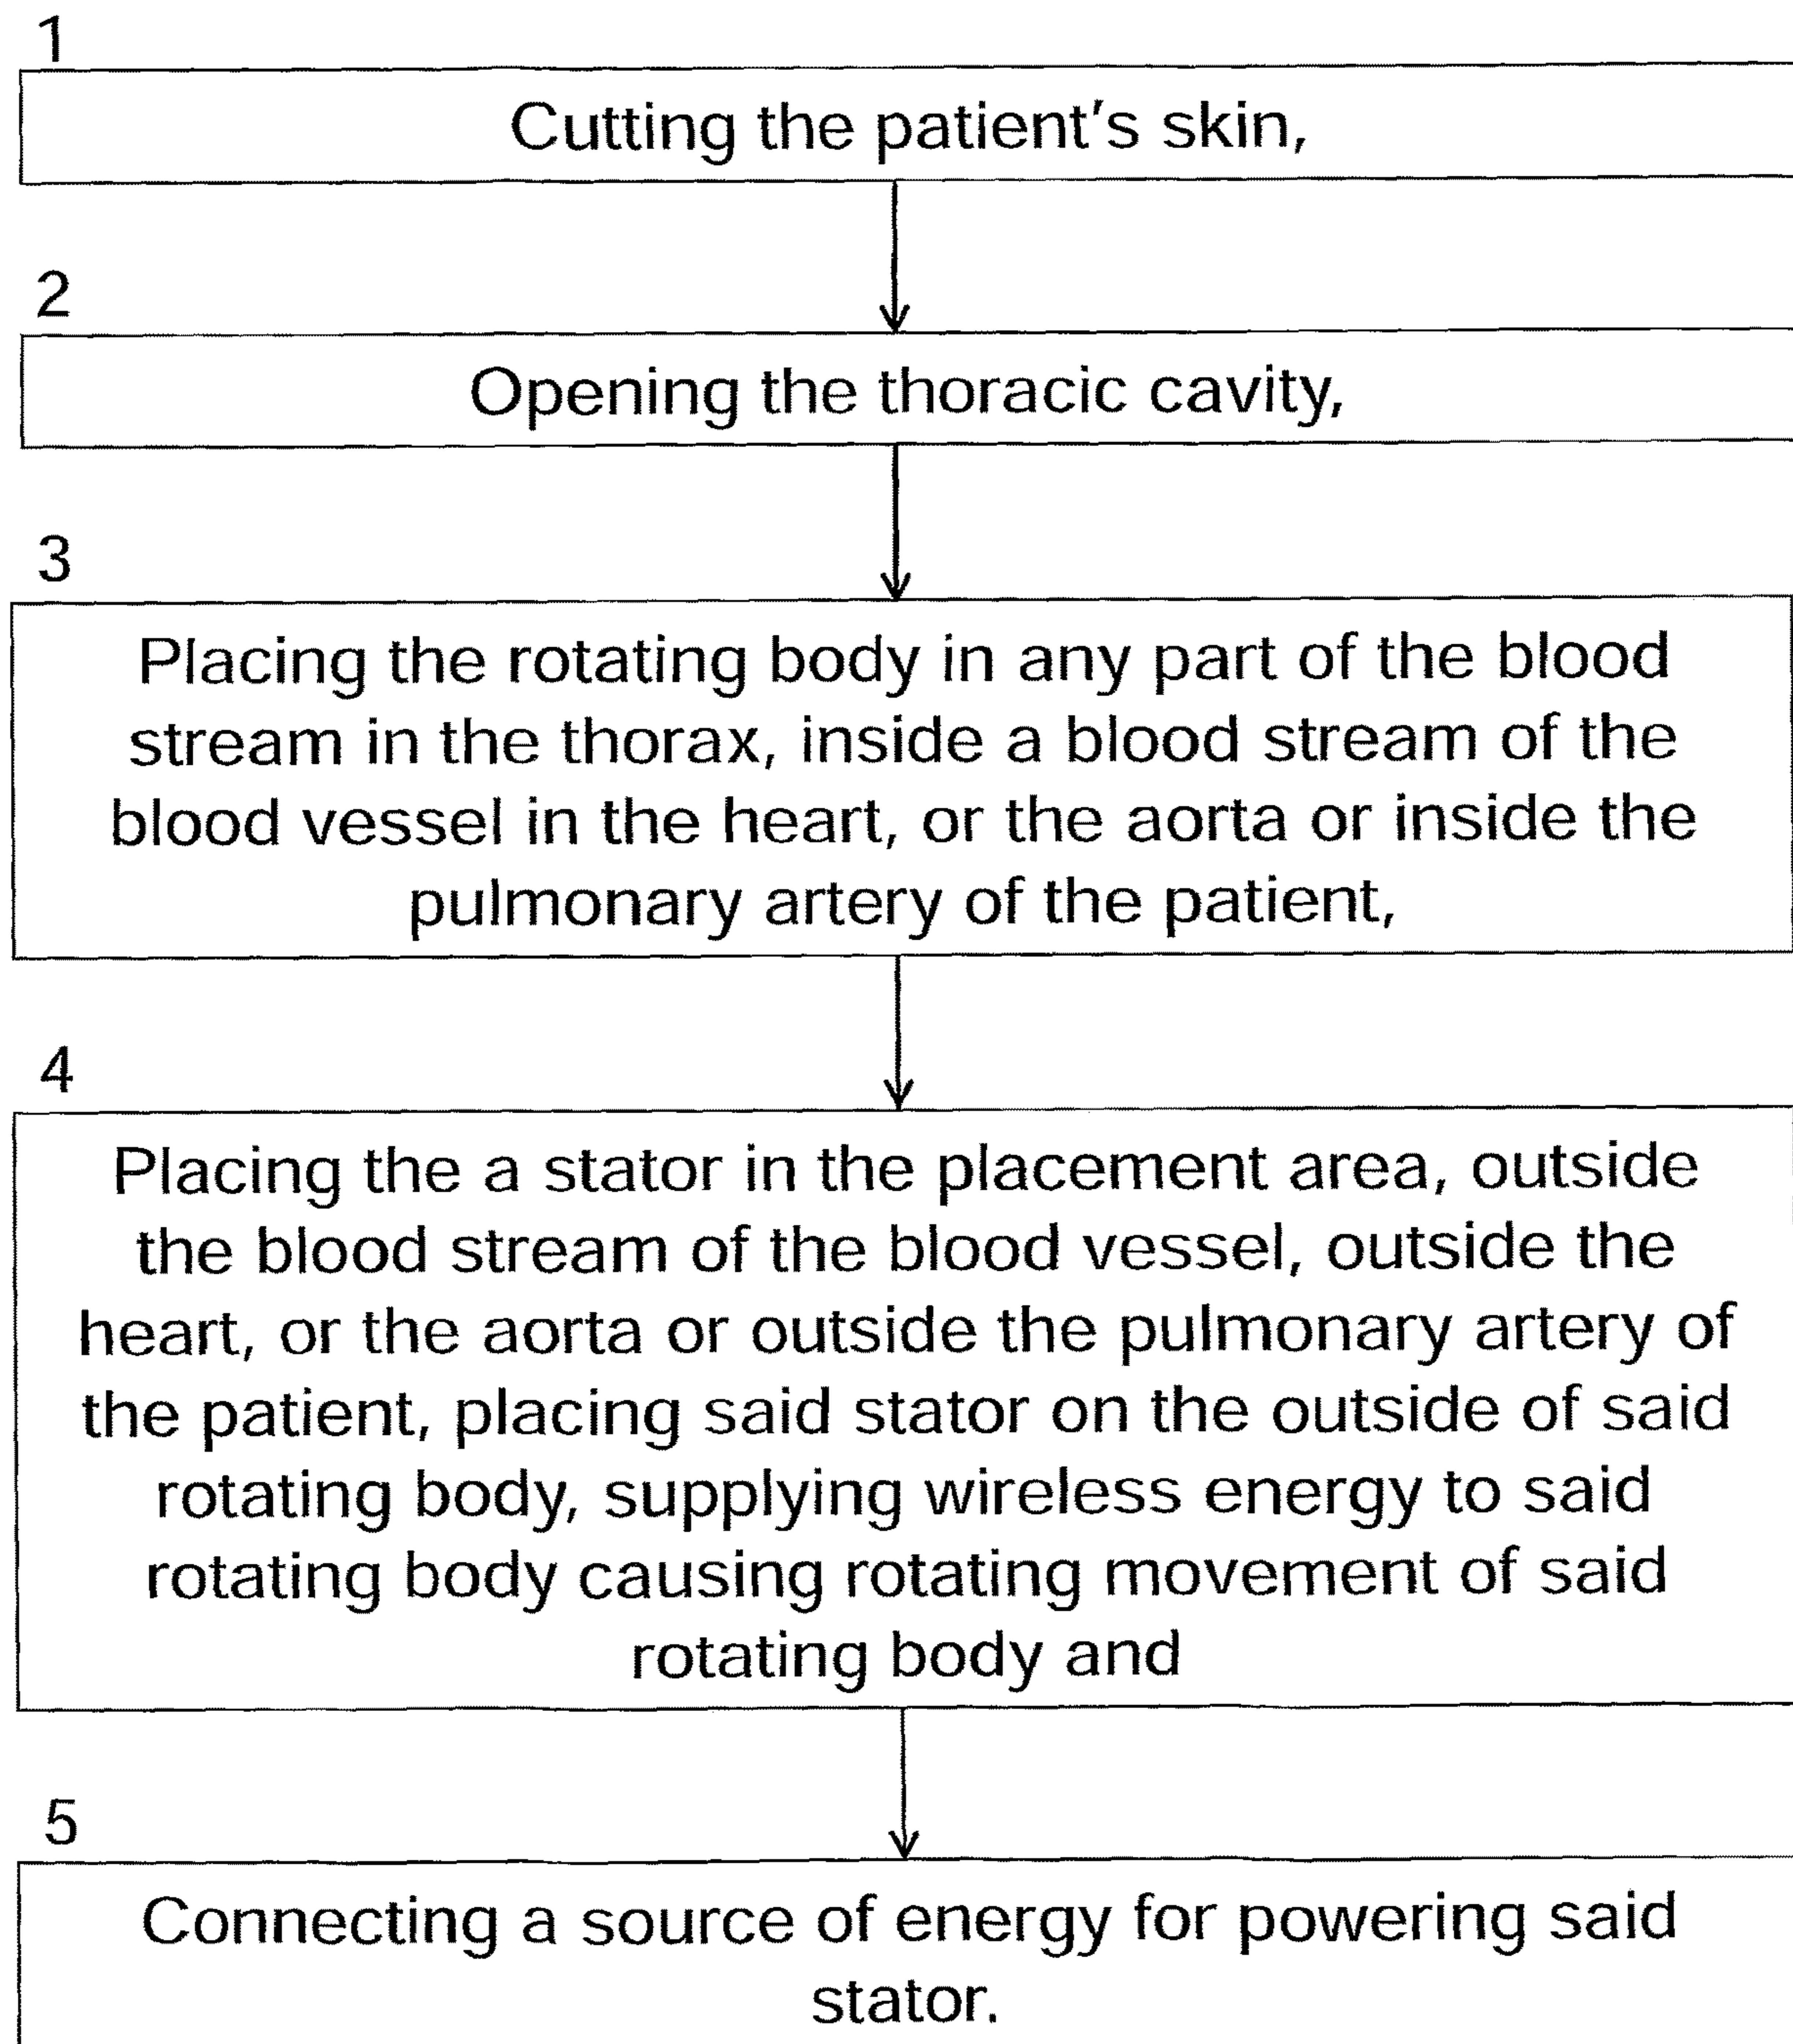 1
Cutting the patient's skin,
2
Opening the thoracic cavity,
3
Placing the rotating body in any part of the blood
stream in the thorax, inside a blood stream of the
blood vessel in the heart, or the aorta or inside the
pulmonary artery of the patient,
4
Placing the a stator in the placement area, outside
the blood stream of the blood vessel, outside the
heart, or the aorta or outside the pulmonary artery of
the patient, placing said stator on the outside of said
rotating body, supplying wireless energy to said
rotating body causing rotating movement of said
rotating body and
5
Connecting a source of energy for powering said
stator.